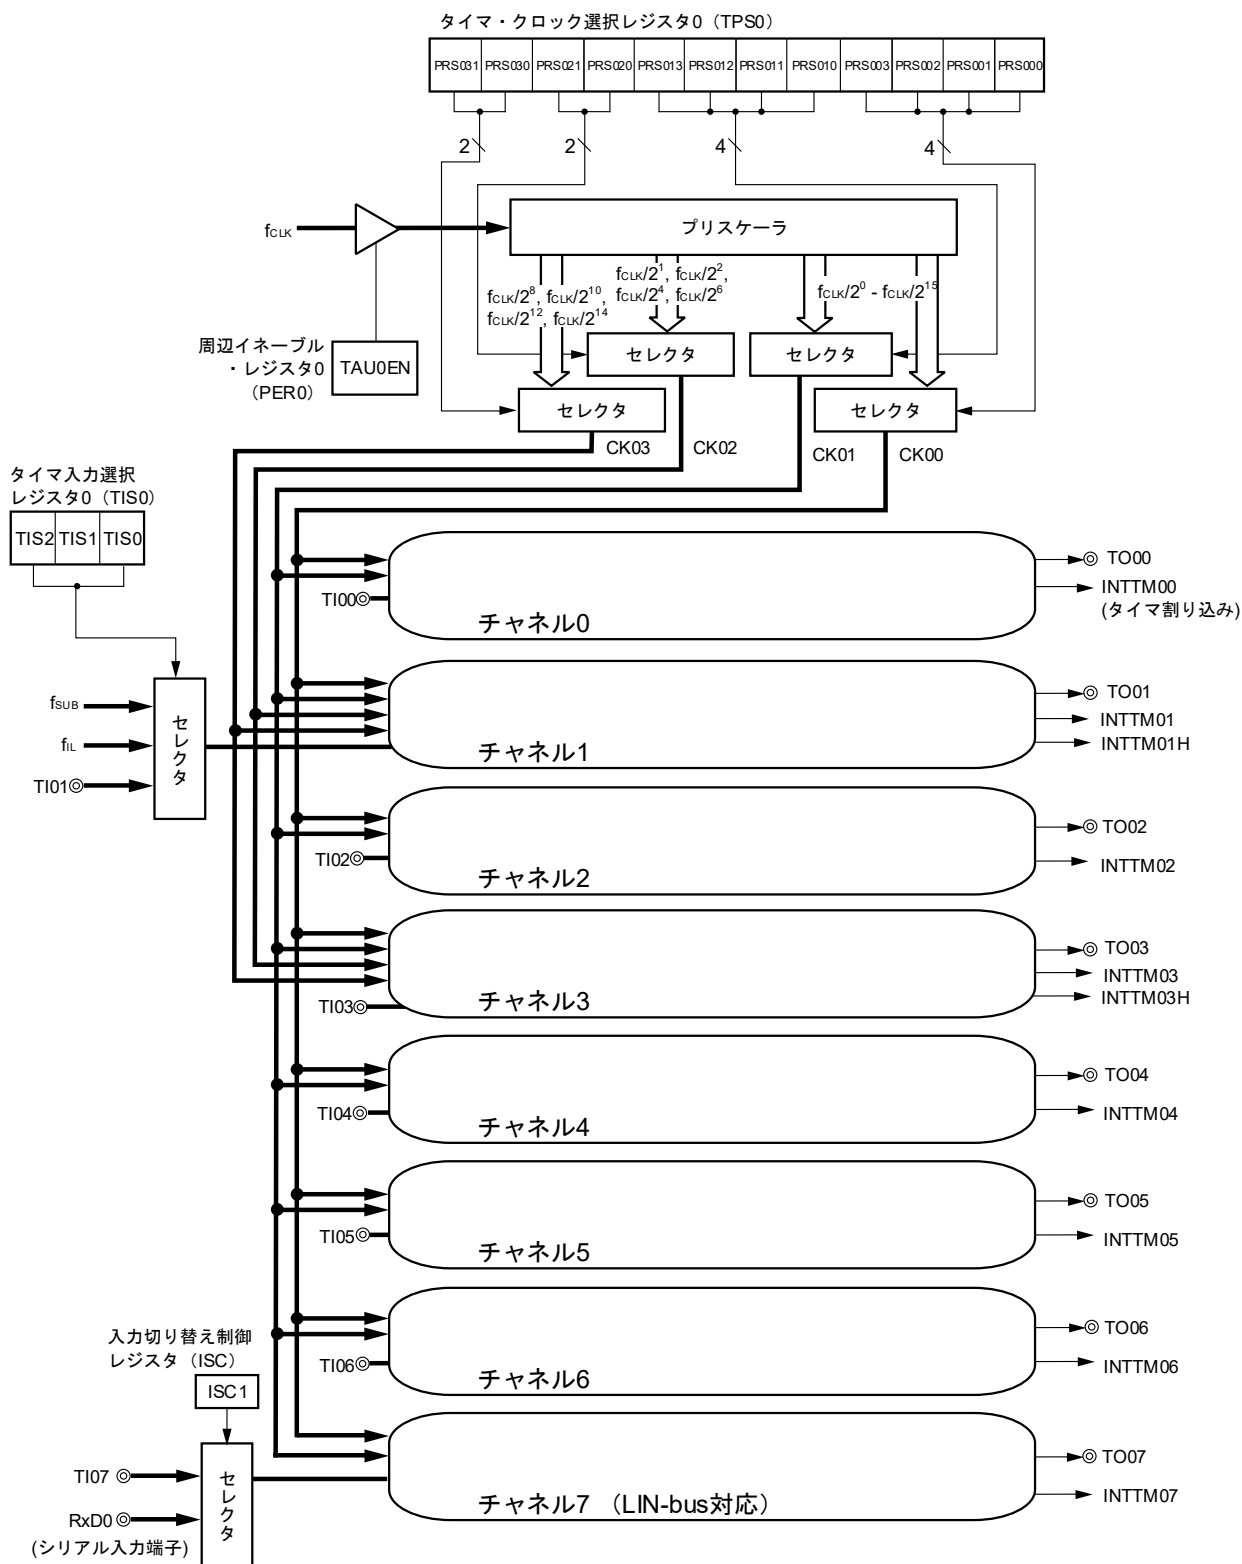 タイマ・クロック選択レジスタ0（TPS0）
PRS031 PRS030 PRS021 PRS020 PRS013 PRS012 PRS011 PRS010 PRS003 PRS002 PRS001 PRS000
2 2 4 4
fCLK
プリスケーラ
fCLK/2^8, fCLK/2^10,
fCLK/2^12, fCLK/2^14
fCLK/2^1, fCLK/2^2,
fCLK/2^4, fCLK/2^6
fCLK/2^0 - fCLK/2^15
周辺イネーブル
・レジスタ0
（PER0）
TAU0EN
セレクタ セレクタ
セレクタ セレクタ
CK03 CK02 CK01 CK00
タイマ入力選択
レジスタ0（TIS0）
TIS2 TIS1 TIS0
fSUB
fIL
TI01
セレクタ
TI00
チャネル0
TO00
INTTM00
(タイマ割り込み)
チャネル1
TO01
INTTM01
INTTM01H
TI02
チャネル2
TO02
INTTM02
TI03
チャネル3
TO03
INTTM03
INTTM03H
TI04
チャネル4
TO04
INTTM04
TI05
チャネル5
TO05
INTTM05
TI06
チャネル6
TO06
INTTM06
入力切り替え制御
レジスタ（ISC）
ISC1
TI07
RxD0
(シリアル入力端子)
セレクタ
チャネル7 （LIN-bus対応）
TO07
INTTM07